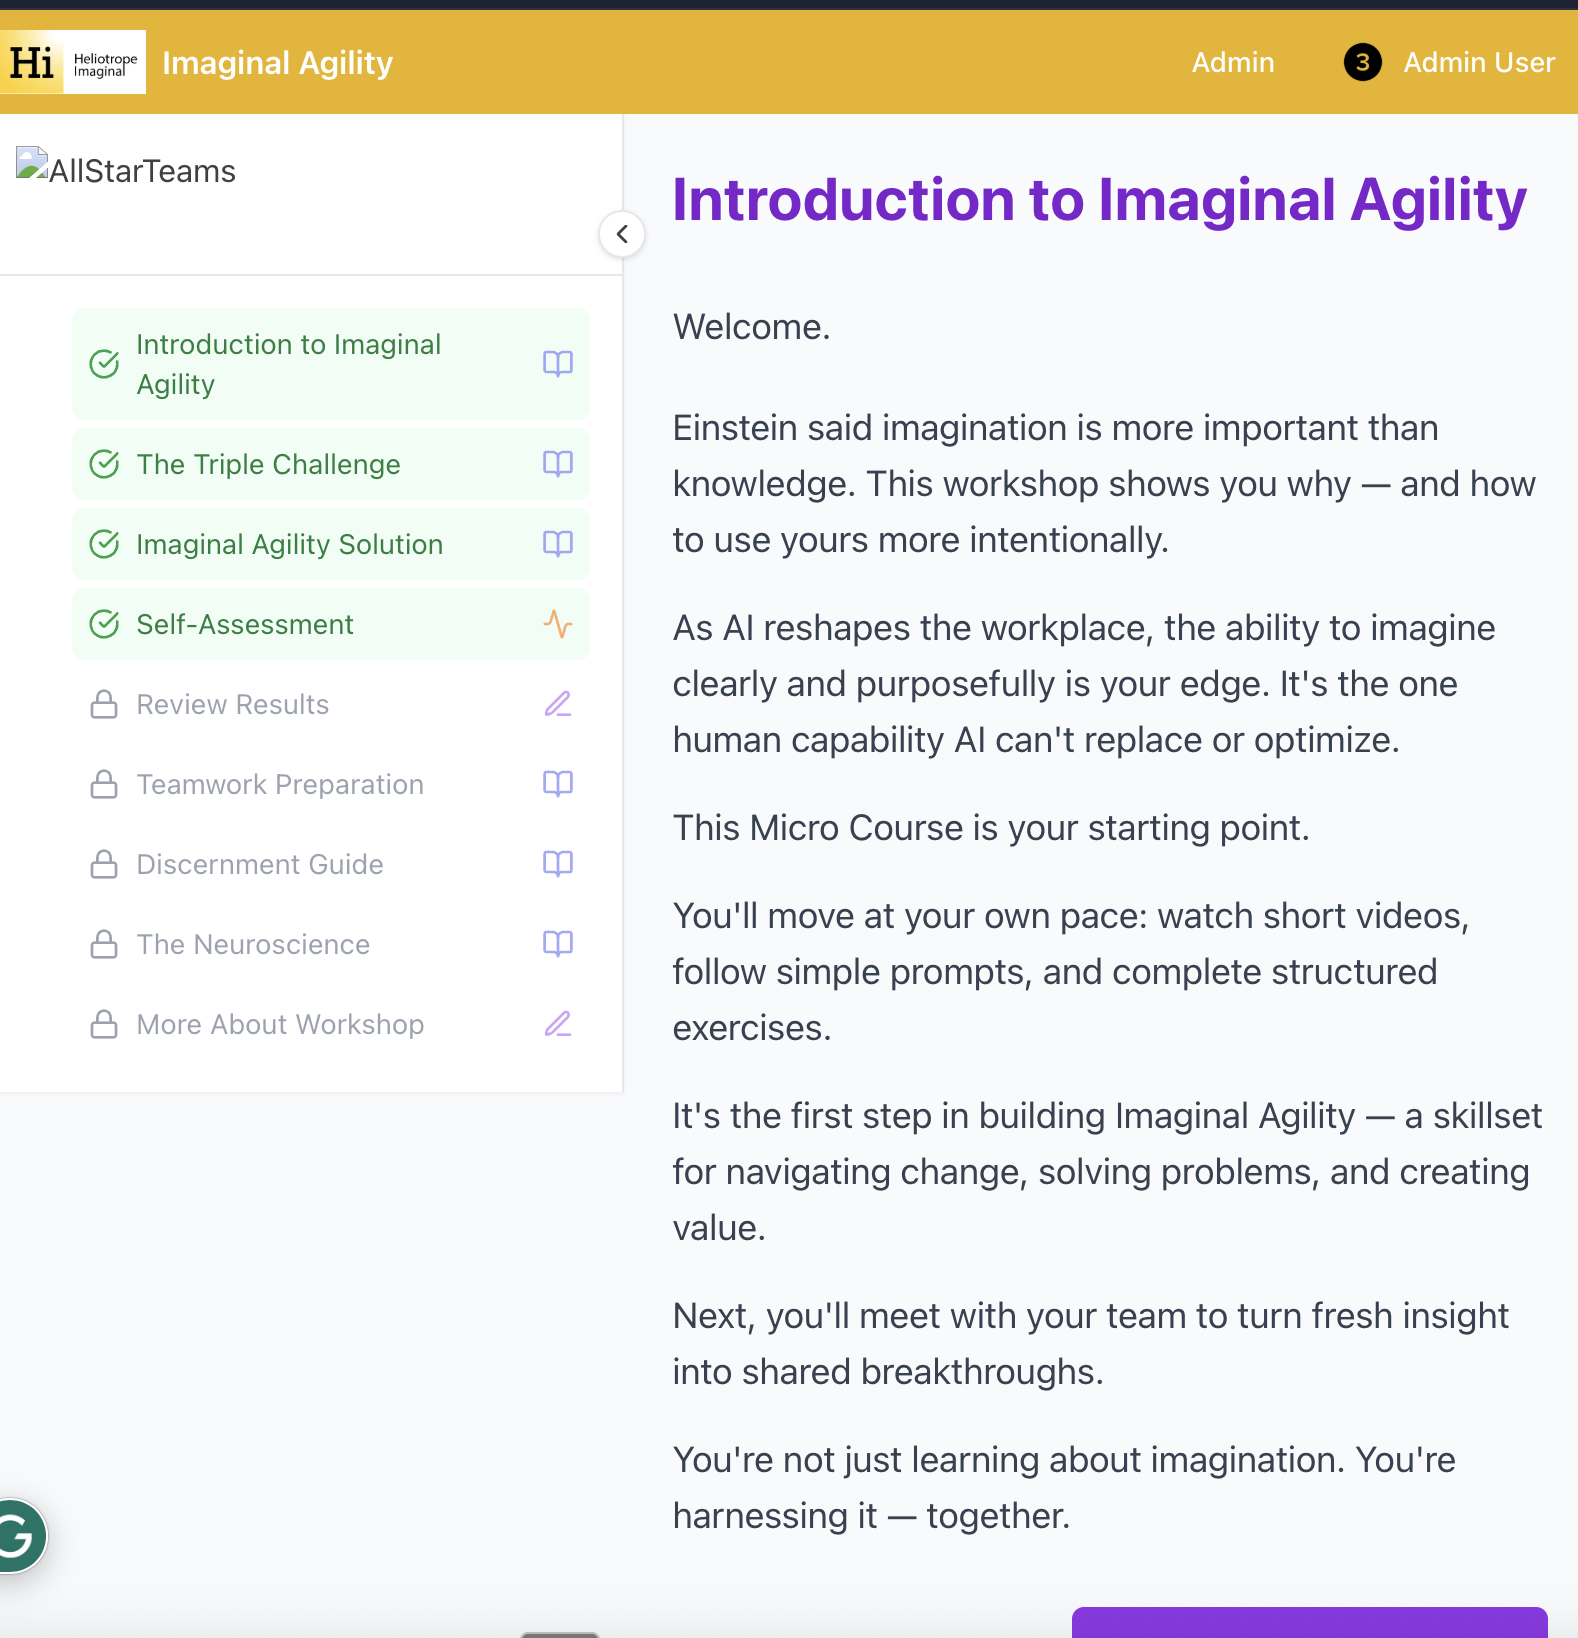 Hi
Heliotrope
Imaginal
Imaginal Agility
Admin
3
Admin User
AllStarTeams
Introduction to Imaginal
Agility
The Triple Challenge
Imaginal Agility Solution
Self-Assessment
Review Results
Teamwork Preparation
Discernment Guide
The Neuroscience
More About Workshop
Introduction to Imaginal Agility
Welcome.
Einstein said imagination is more important than
knowledge. This workshop shows you why — and how
to use yours more intentionally.
As AI reshapes the workplace, the ability to imagine
clearly and purposefully is your edge. It's the one
human capability AI can't replace or optimize.
This Micro Course is your starting point.
You'll move at your own pace: watch short videos,
follow simple prompts, and complete structured
exercises.
It's the first step in building Imaginal Agility — a skillset
for navigating change, solving problems, and creating
value.
Next, you'll meet with your team to turn fresh insight
into shared breakthroughs.
You're not just learning about imagination. You're
harnessing it — together.
G